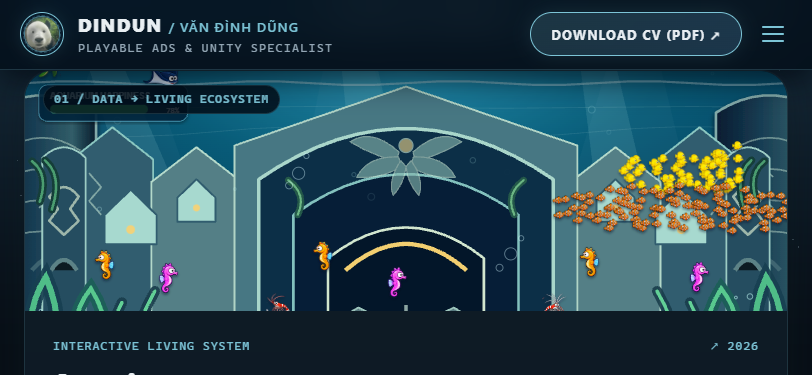 DINDUN / VĂN ĐÌNH DŨNG
PLAYABLE ADS & UNITY SPECIALIST
DOWNLOAD CV (PDF) ↗
01 / DATA → LIVING ECOSYSTEM
INTERACTIVE LIVING SYSTEM
↗ 2026